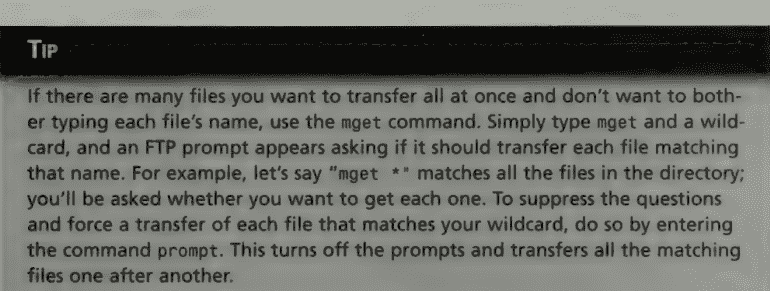 TIP
If there are many files you want to transfer all at once and don't want to both-
er typing each file's name, use the mget command. Simply type mget and a wild-
card, and an FTP prompt appears asking if it should transfer each file matching
that name. For example, let's say "mget *" matches all the files in the directory;
you'll be asked whether you want to get each one. To suppress the questions
and force a transfer of each file that matches your wildcard, do so by entering
the command prompt. This turns off the prompts and transfers all the matching
files one after another.